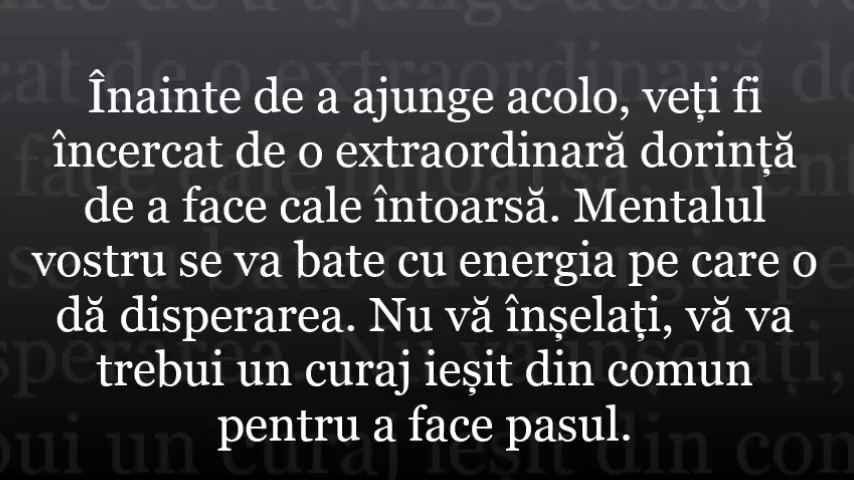 Înainte de a ajunge acolo, veți fi
încercat de o extraordinară dorință
de a face cale întoarsă. Mentalul
vostru se va bate cu energia pe care o
dă disperarea. Nu vă înșelați, vă va
trebui un curaj ieșit din comun
pentru a face pasul.